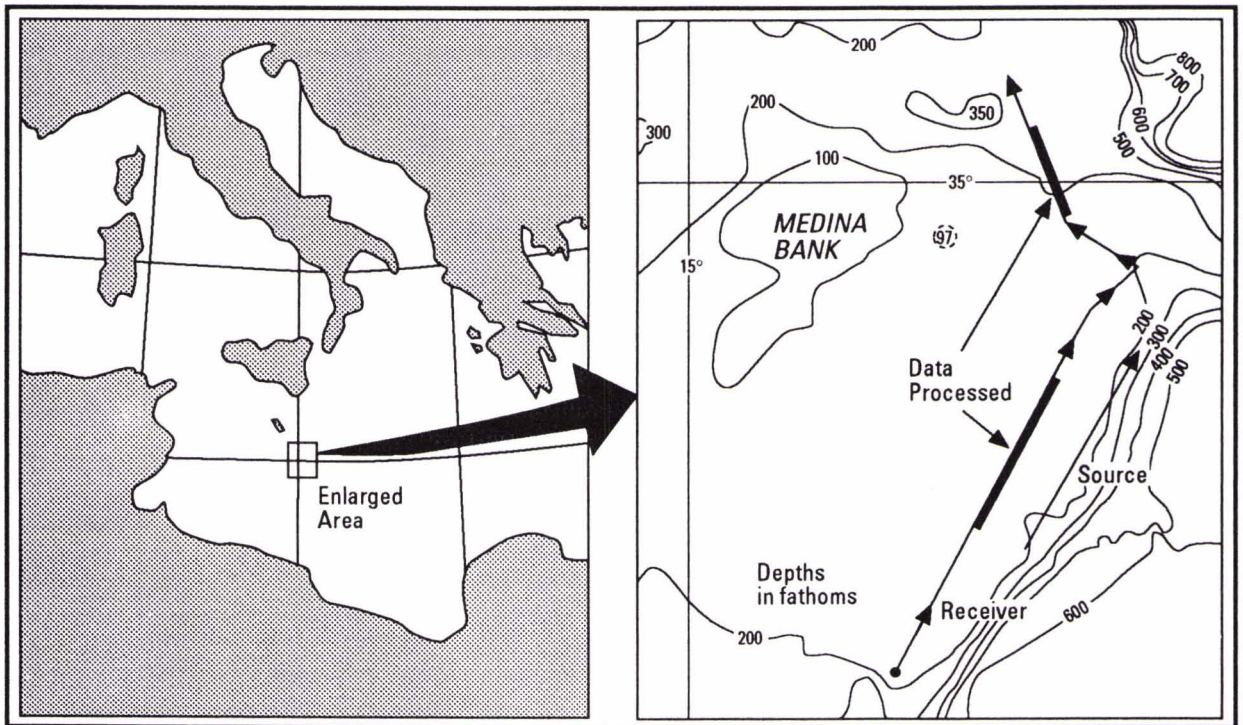 Enlarged
Area
200
800
700
600
500
350
200
300
100
35°
MEDINA
BANK
97
15°
200
300
400
500
Data
Processed
Source
Depths
in fathoms
Receiver
600
200